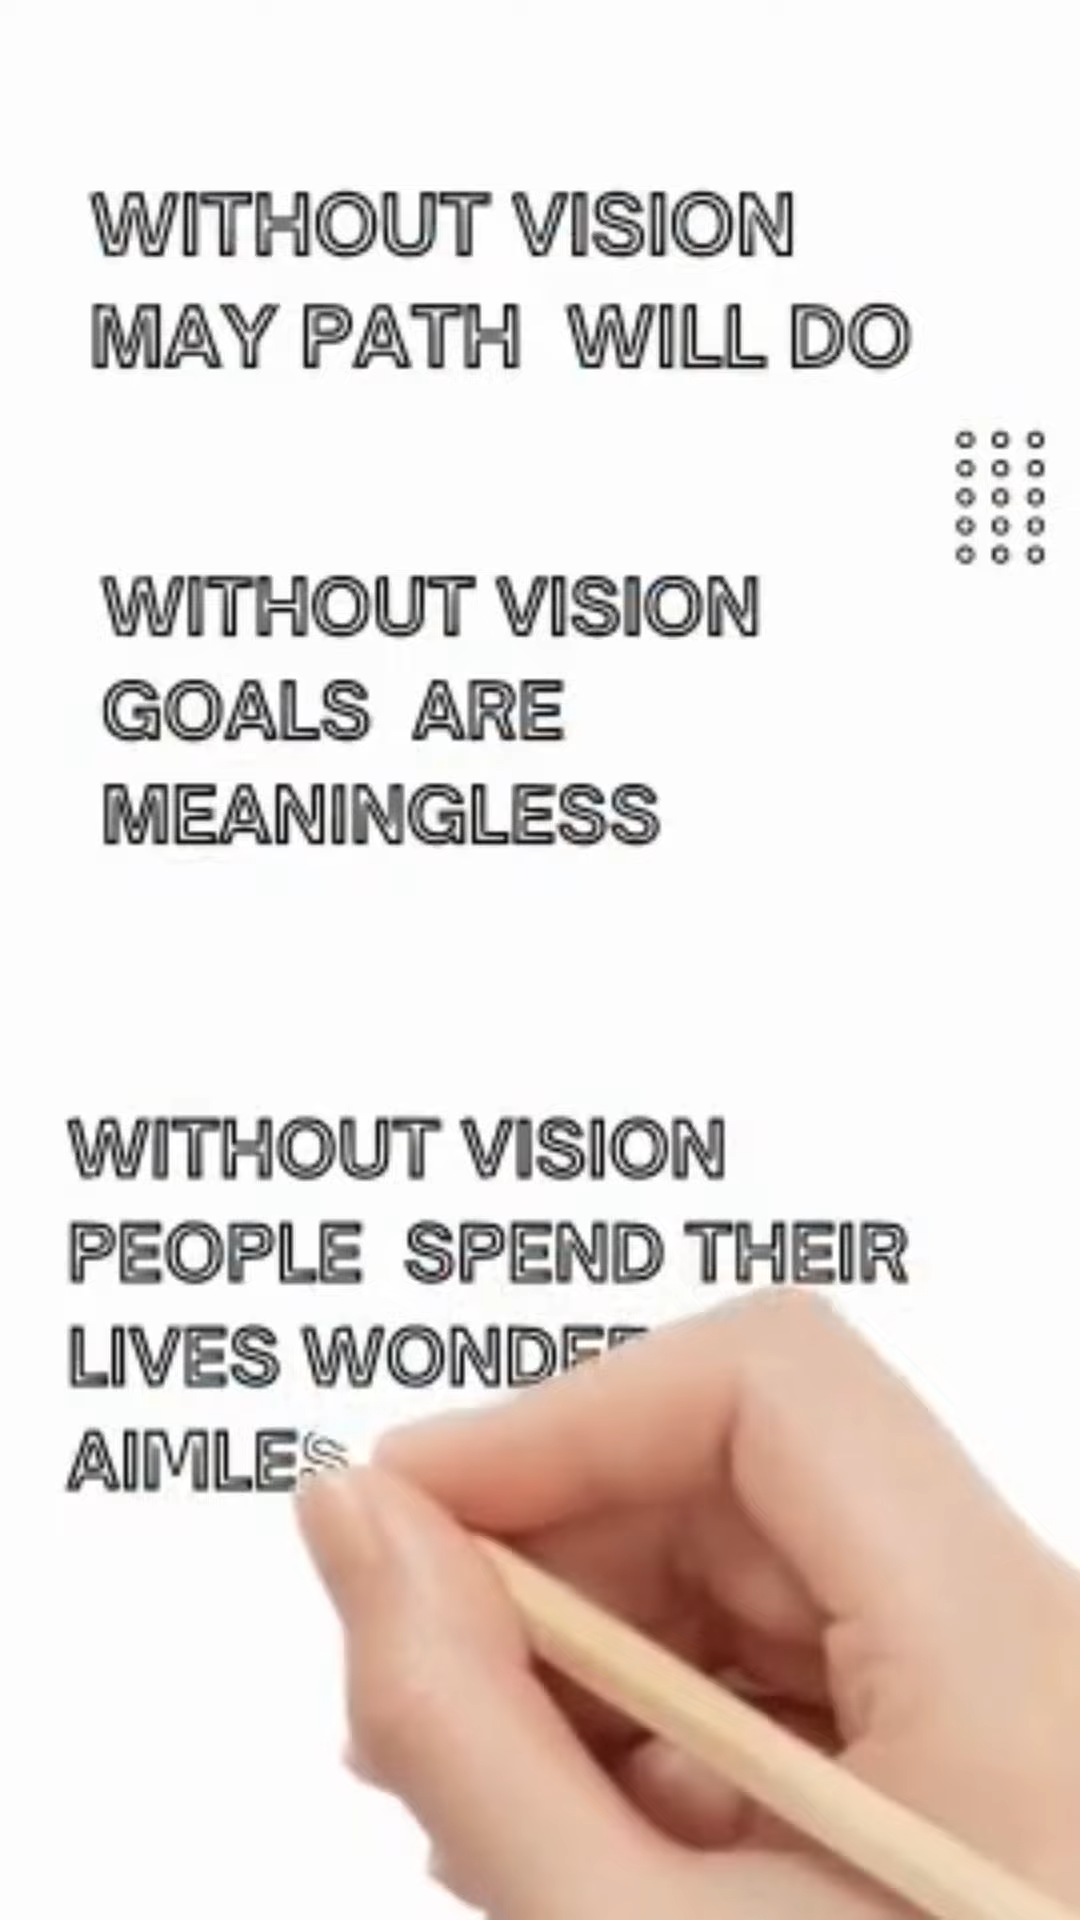 WITHOUT VISION
MAY PATH WILL DO
WITHOUT VISION
GOALS ARE
MEANINGLESS
WITHOUT VISION
PEOPLE SPEND THEIR
LIVES